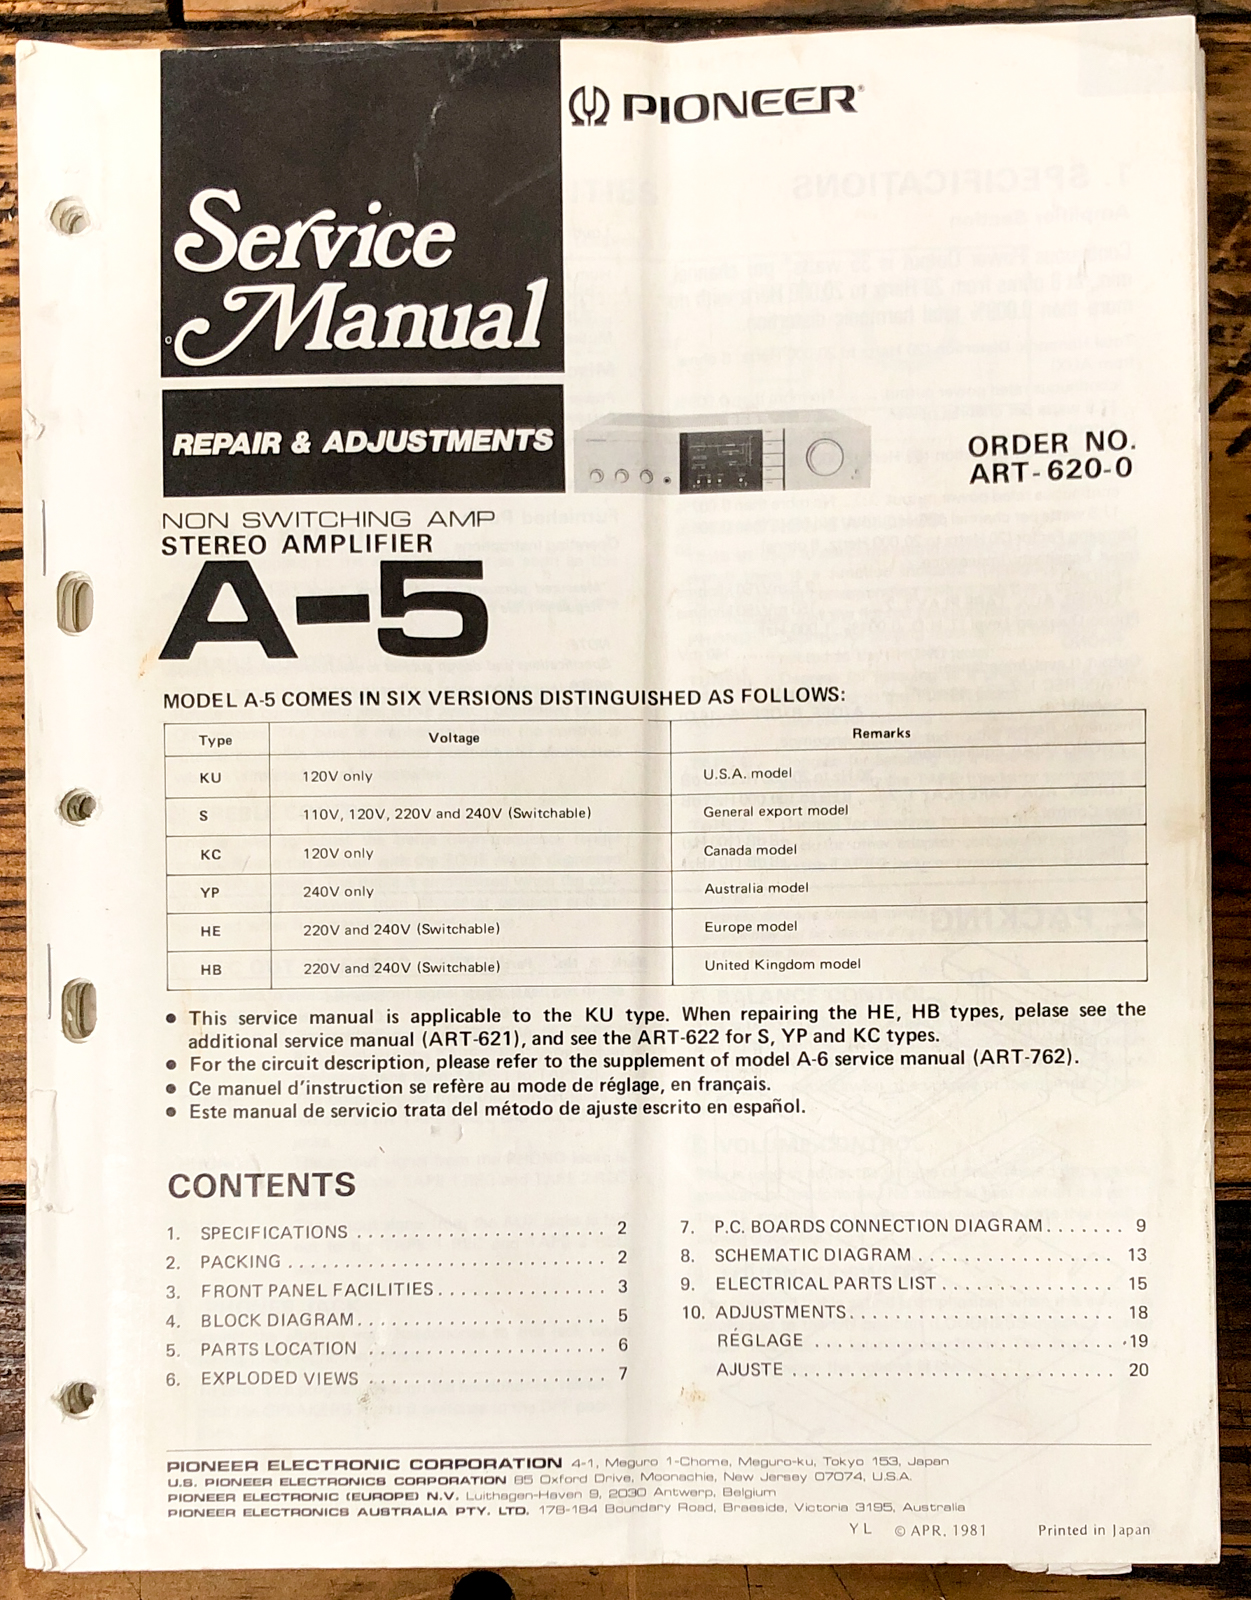 PIONEER®
Service
Manual
REPAIR & ADJUSTMENTS
ORDER NO.
ART-620-0
NON SWITCHING AMP
STEREO AMPLIFIER
A-5
MODEL A-5 COMES IN SIX VERSIONS DISTINGUISHED AS FOLLOWS:
Type Voltage Remarks
KU 120V only U.S.A. model
S 110V, 120V, 220V and 240V (Switchable) General export model
KC 120V only Canada model
YP 240V only Australia model
HE 220V and 240V (Switchable) Europe model
HB 220V and 240V (Switchable) United Kingdom model
● This service manual is applicable to the KU type. When repairing the HE, HB types, pelase see the
additional service manual (ART-621), and see the ART-622 for S, YP and KC types.
● For the circuit description, please refer to the supplement of model A-6 service manual (ART-762).
● Ce manuel d'instruction se refère au mode de réglage, en français.
● Este manual de servicio trata del método de ajuste escrito en español.
CONTENTS
1. SPECIFICATIONS ........................ 2
2. PACKING ............................ 2
3. FRONT PANEL FACILITIES ............... 3
4. BLOCK DIAGRAM ...................... 5
5. PARTS LOCATION ..................... 6
6. EXPLODED VIEWS ..................... 7
7. P.C. BOARDS CONNECTION DIAGRAM ....... 9
8. SCHEMATIC DIAGRAM ................. 13
9. ELECTRICAL PARTS LIST ............... 15
10. ADJUSTMENTS ....................... 18
RÉGLAGE .......................... 19
AJUSTE ............................ 20
PIONEER ELECTRONIC CORPORATION 4-1, Meguro 1-Chome, Meguro-ku, Tokyo 153, Japan
U.S. PIONEER ELECTRONICS CORPORATION 85 Oxford Drive, Moonachie, New Jersey 07074, U.S.A.
PIONEER ELECTRONIC (EUROPE) N.V. Luithagen-Haven 9, 2030 Antwerp, Belgium
PIONEER ELECTRONICS AUSTRALIA PTY. LTD. 178-184 Boundary Road, Braeside, Victoria 3195, Australia
YL © APR. 1981 Printed in Japan